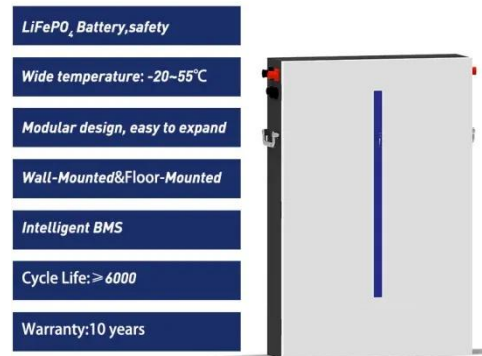 LiFePO₄ Battery,safety
Wide temperature: -20~55℃
Modular design, easy to expand
Wall-Mounted&Floor-Mounted
Intelligent BMS
Cycle Life:≥6000
Warranty:10 years